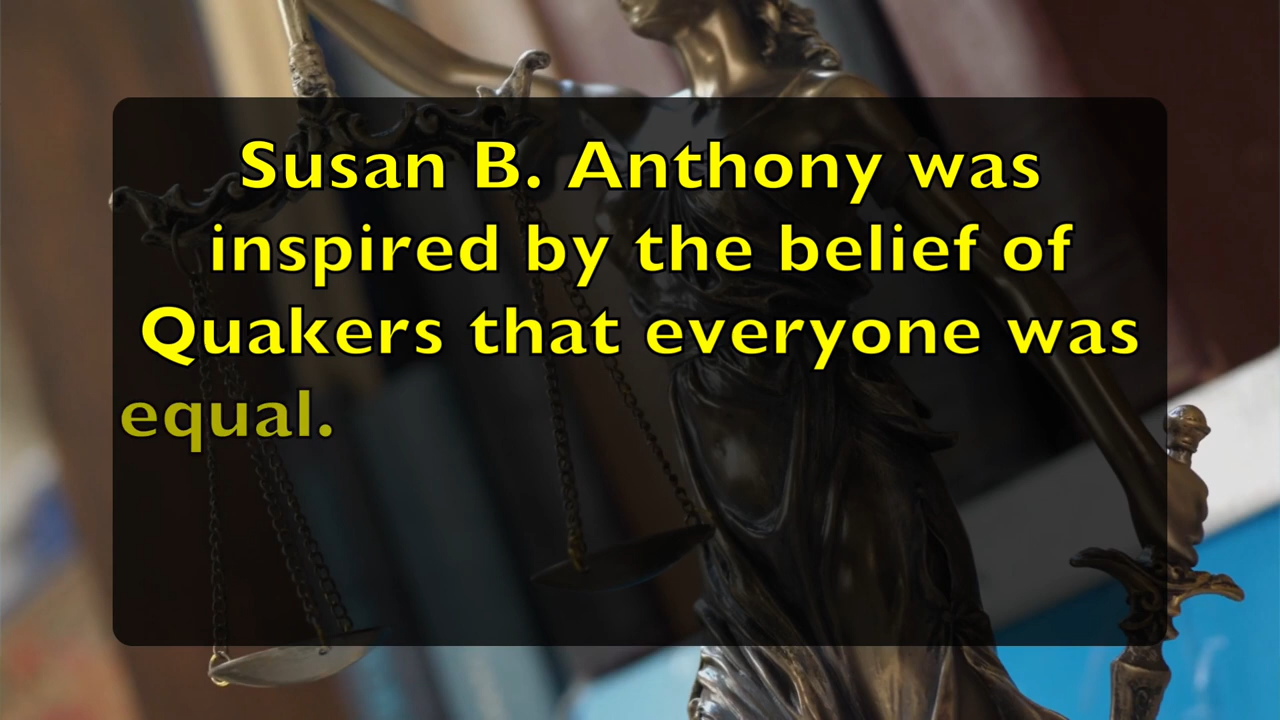 Susan B. Anthony was
inspired by the belief of
Quakers that everyone was
equal.